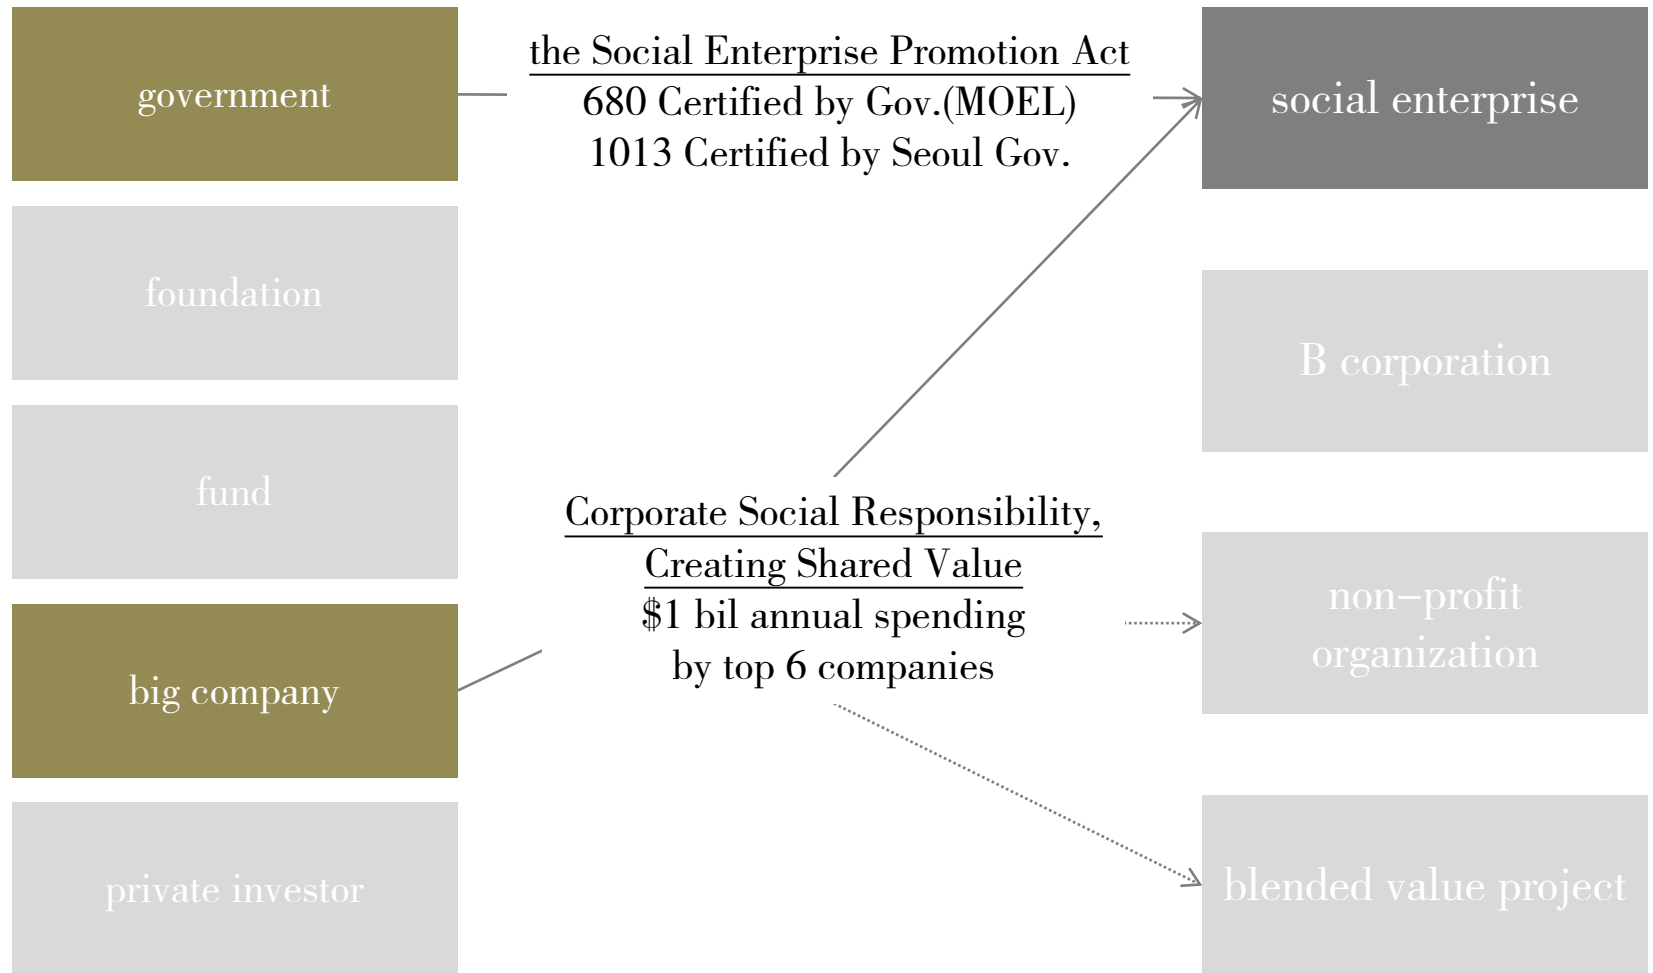 government
foundation
fund
big company
private investor
the Social Enterprise Promotion Act
680 Certified by Gov.(MOEL)
1013 Certified by Seoul Gov.
Corporate Social Responsibility,
Creating Shared Value
$1 bil annual spending
by top 6 companies
social enterprise
B corporation
non-profit
organization
blended value project